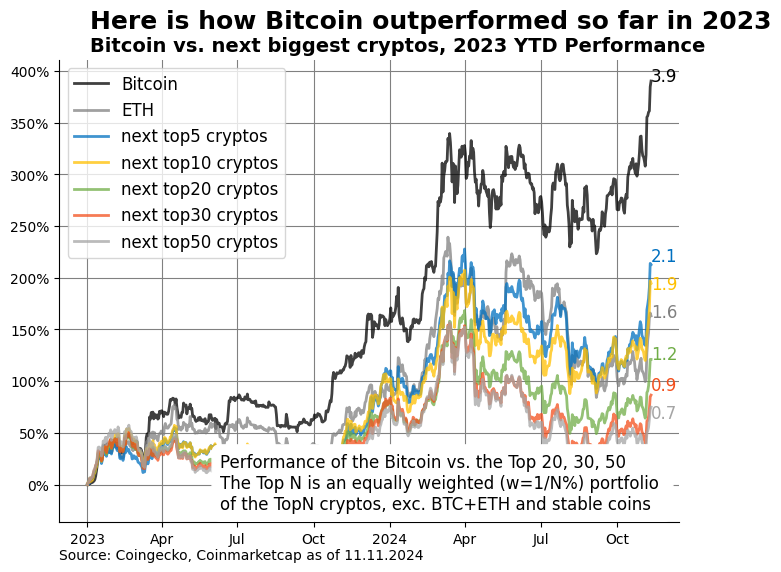 Here is how Bitcoin outperformed so far in 2023
Bitcoin vs. next biggest cryptos, 2023 YTD Performance
400%
350%
300%
250%
200%
150%
100%
50%
0%
Bitcoin
ETH
next top5 cryptos
next top10 cryptos
next top20 cryptos
next top30 cryptos
next top50 cryptos
3.9
2.1
1.9
1.6
1.2
0.9
0.7
Performance of the Bitcoin vs. the Top 20, 30, 50
The Top N is an equally weighted (w=1/N%) portfolio
of the TopN cryptos, exc. BTC+ETH and stable coins
2023 Apr Jul Oct 2024 Apr Jul Oct
Source: Coingecko, Coinmarketcap as of 11.11.2024